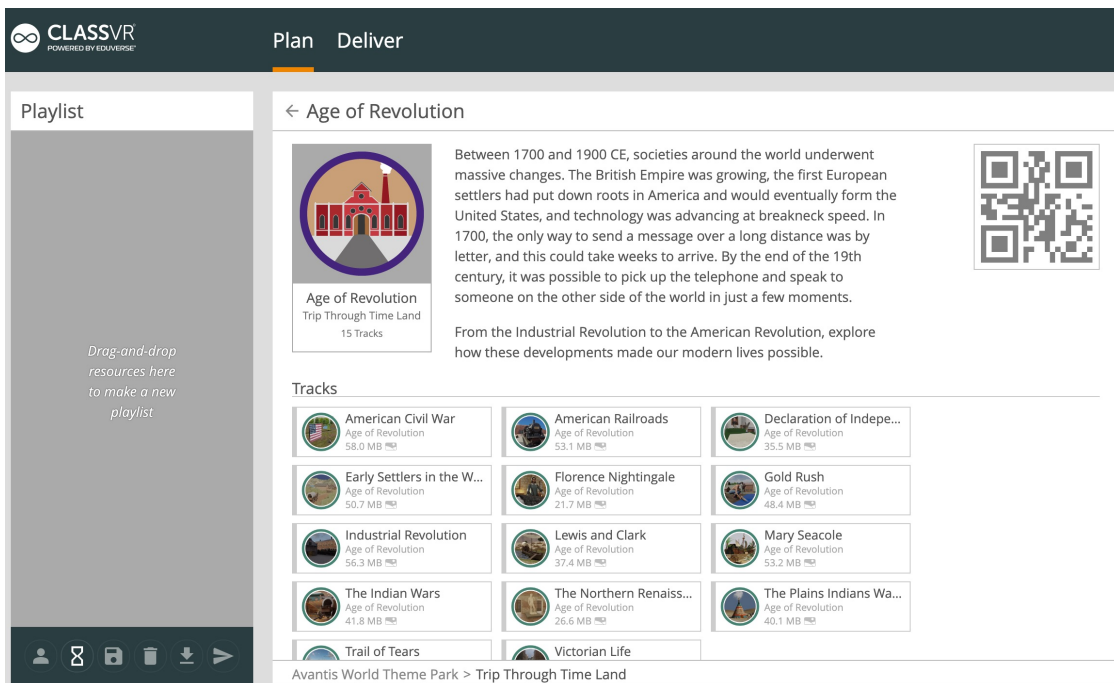 CLASSVR
POWERED BY EDUVERSE
Plan Deliver
Playlist
Drag-and-drop
resources here
to make a new
playlist
← Age of Revolution
Age of Revolution
Trip Through Time Land
15 Tracks
Between 1700 and 1900 CE, societies around the world underwent
massive changes. The British Empire was growing, the first European
settlers had put down roots in America and would eventually form the
United States, and technology was advancing at breakneck speed. In
1700, the only way to send a message over a long distance was by
letter, and this could take weeks to arrive. By the end of the 19th
century, it was possible to pick up the telephone and speak to
someone on the other side of the world in just a few moments.
From the Industrial Revolution to the American Revolution, explore
how these developments made our modern lives possible.
Tracks
American Civil War
Age of Revolution
58.0 MB
American Railroads
Age of Revolution
53.1 MB
Declaration of Indepe...
Age of Revolution
35.5 MB
Early Settlers in the W...
Age of Revolution
50.7 MB
Florence Nightingale
Age of Revolution
21.7 MB
Gold Rush
Age of Revolution
48.4 MB
Industrial Revolution
Age of Revolution
56.3 MB
Lewis and Clark
Age of Revolution
37.4 MB
Mary Seacole
Age of Revolution
53.2 MB
The Indian Wars
Age of Revolution
41.8 MB
The Northern Renaiss...
Age of Revolution
26.6 MB
The Plains Indians Wa...
Age of Revolution
40.1 MB
Trail of Tears
Victorian Life
Avantis World Theme Park > Trip Through Time Land